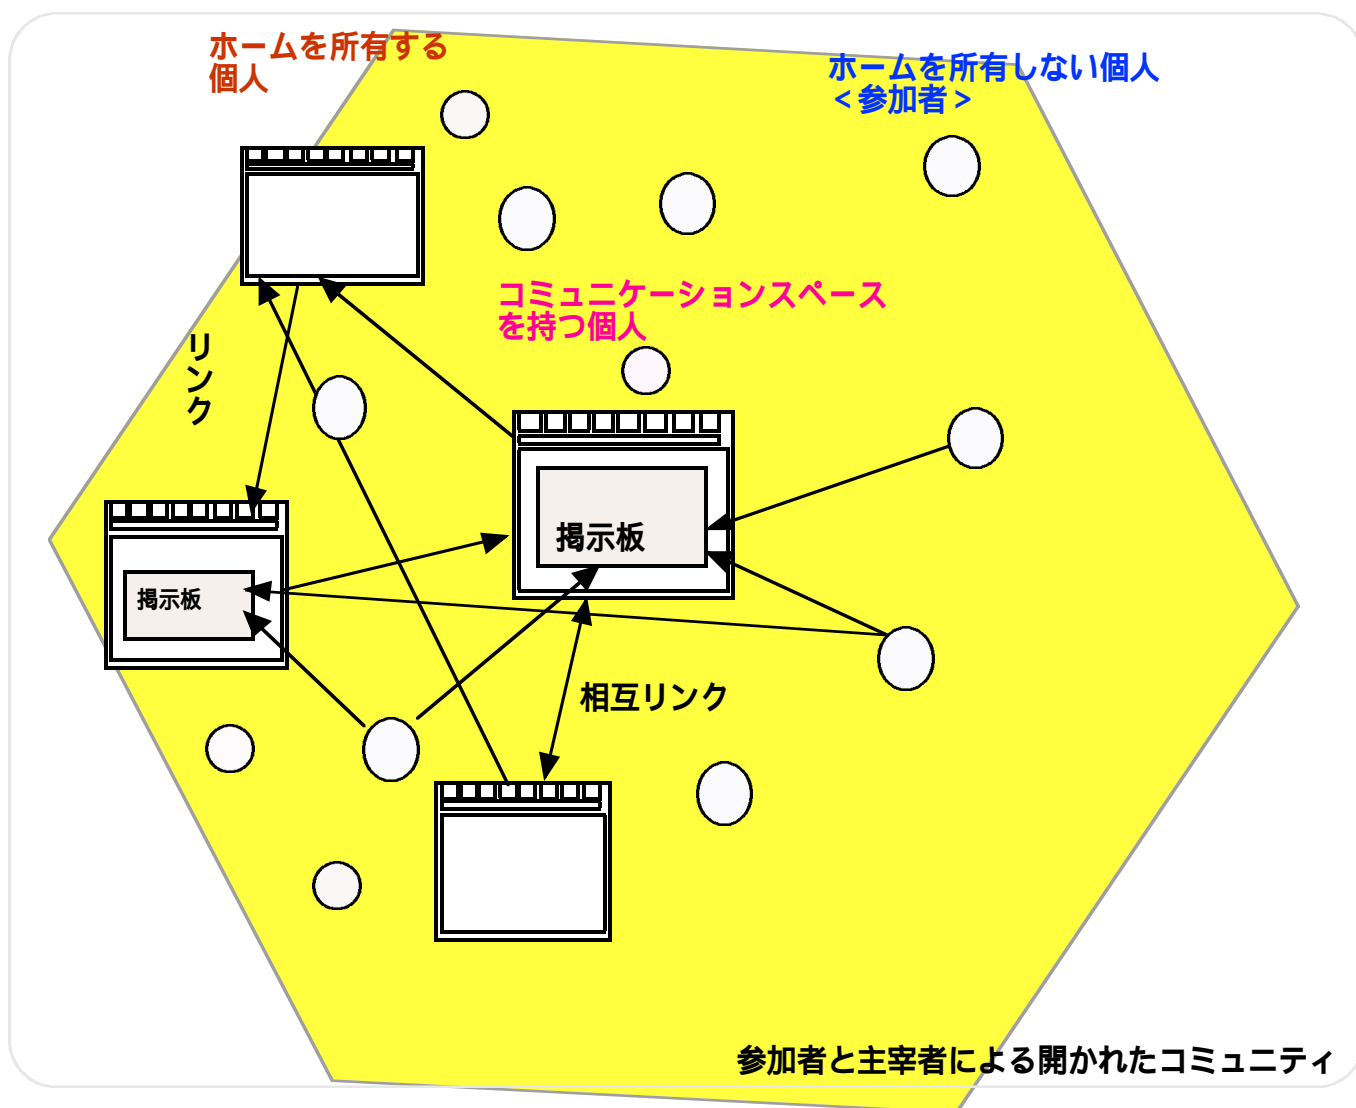 ホームを所有する
個人
ホームを所有しない個人
＜参加者＞
コミュニケーションスペース
を持つ個人
リンク
掲示板
掲示板
相互リンク
参加者と主宰者による開かれたコミュニティ